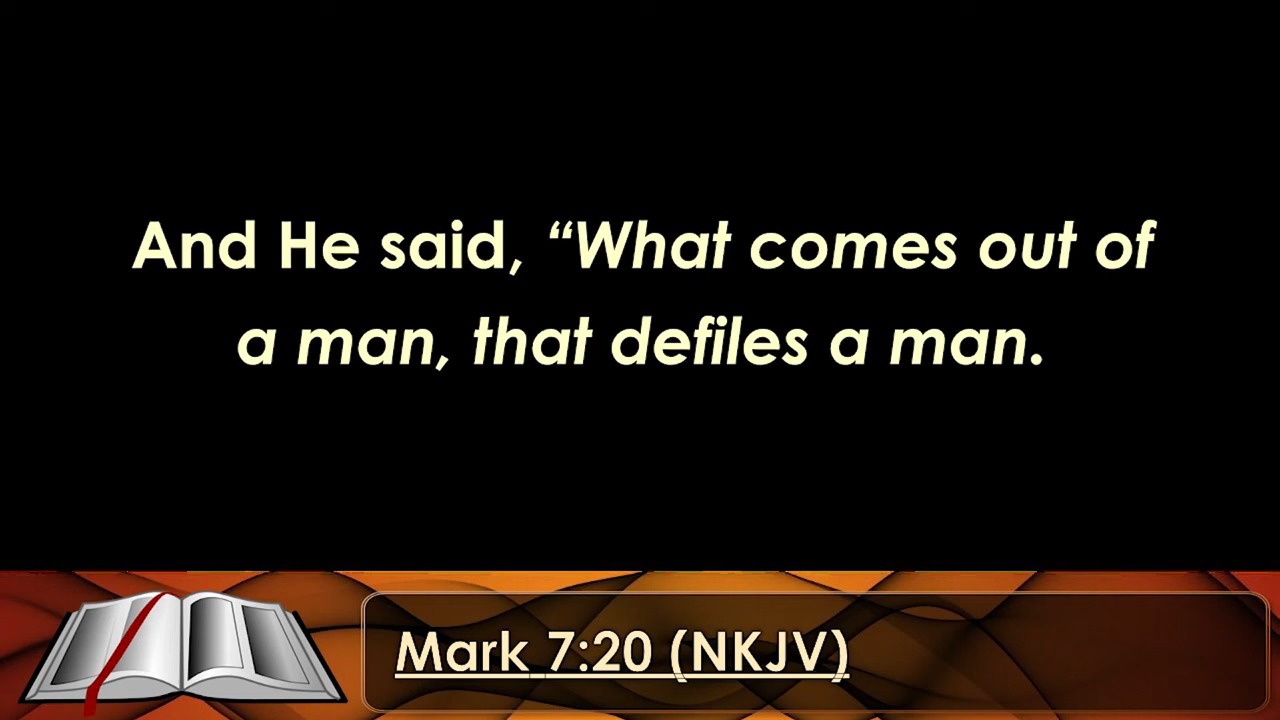 And He said, “What comes out of
a man, that defiles a man.
Mark 7:20 (NKJV)